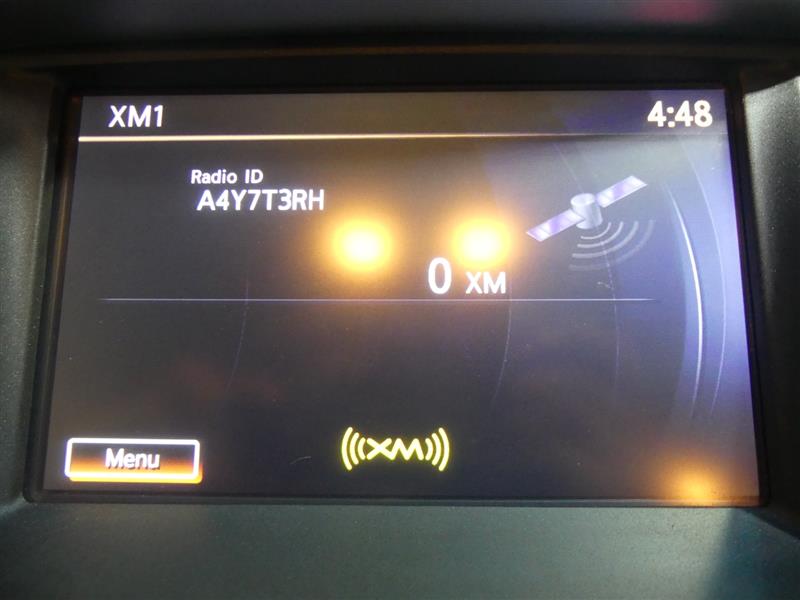 XM1 4:48
Radio ID
A4Y7T3RH
0 XM
((( XM )))
Menu